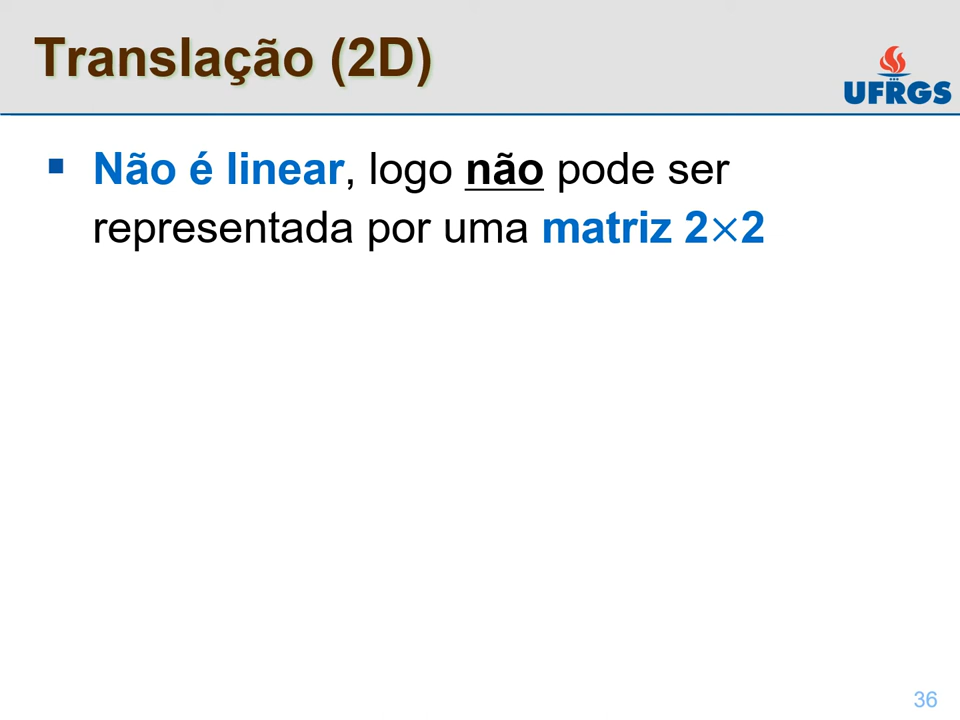 Translação (2D)
UFRGS
Não é linear, logo não pode ser
representada por uma matriz 2×2
36